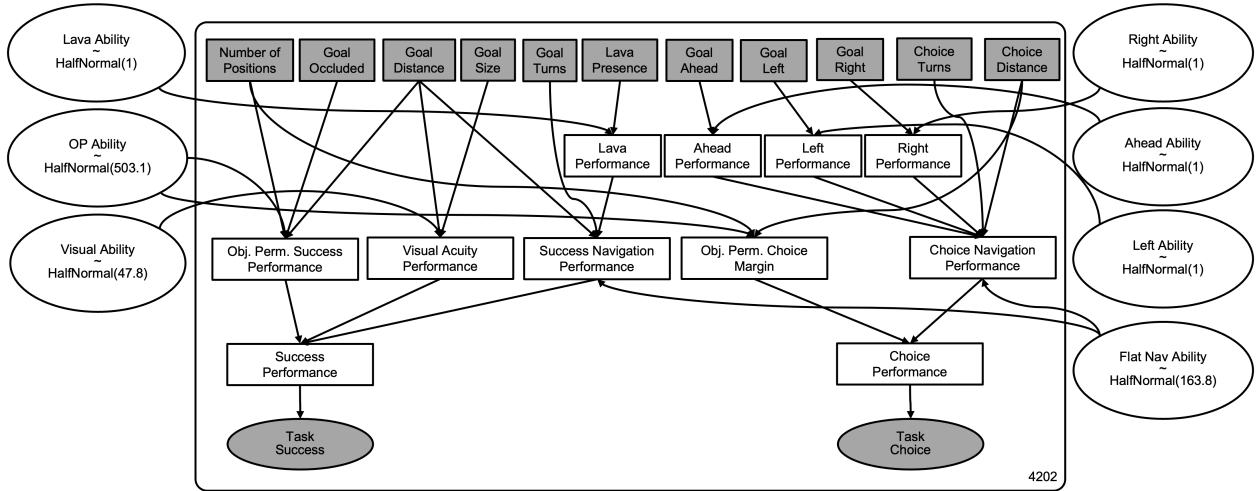 Lava Ability
~
HalfNormal(1)
OP Ability
~
HalfNormal(503.1)
Visual Ability
~
HalfNormal(47.8)
Number of
Positions
Goal
Occluded
Goal
Distance
Goal
Size
Goal
Turns
Lava
Presence
Goal
Ahead
Goal
Left
Goal
Right
Choice
Turns
Choice
Distance
Lava
Performance
Ahead
Performance
Left
Performance
Right
Performance
Obj. Perm. Success
Performance
Visual Acuity
Performance
Success Navigation
Performance
Obj. Perm. Choice
Margin
Choice Navigation
Performance
Success
Performance
Choice
Performance
Task
Success
Task
Choice
4202
Right Ability
~
HalfNormal(1)
Ahead Ability
~
HalfNormal(1)
Left Ability
~
HalfNormal(1)
Flat Nav Ability
~
HalfNormal(163.8)